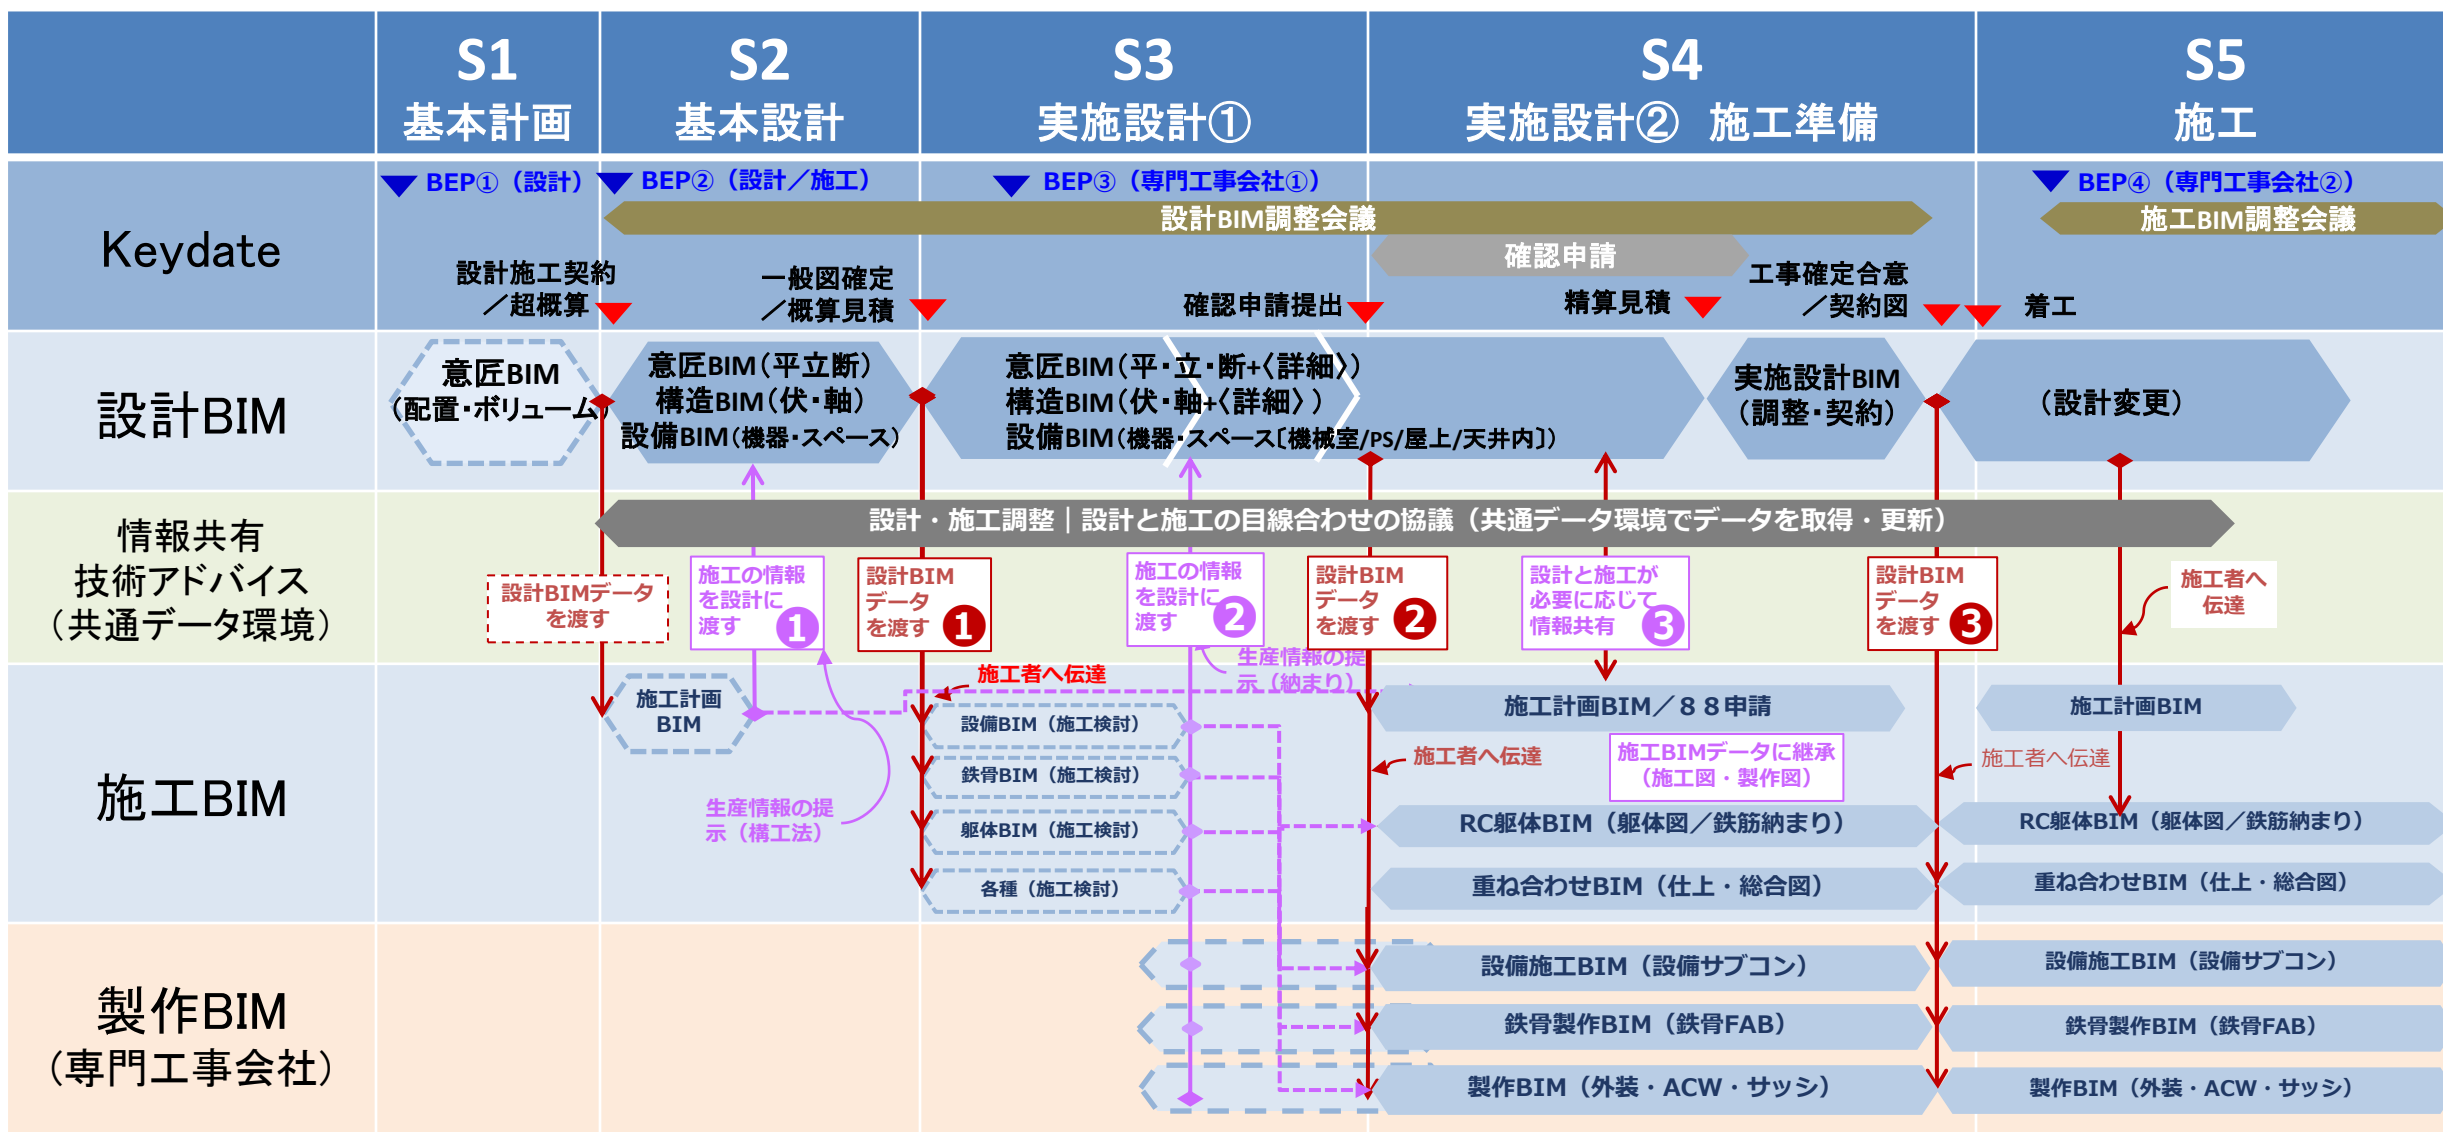 S1
基本計画
S2
基本設計
S3
実施設計①
S4
実施設計②　施工準備
S5
施工
Keydate
BEP①（設計）
BEP②（設計／施工）
BEP③（専門工事会社①）
BEP④（専門工事会社②）
設計BIM調整会議
施工BIM調整会議
確認申請
設計施工契約
／超概算
一般図確定
／概算見積
確認申請提出
精算見積
工事確定合意
／契約図
着工
設計BIM
意匠BIM
（配置・ボリューム）
意匠BIM（平立断）
構造BIM（伏・軸）
設備BIM（機器・スペース）
意匠BIM（平・立・断+〈詳細〉）
構造BIM（伏・軸+〈詳細〉）
設備BIM（機器・スペース〔機械室/PS/屋上/天井内〕）
実施設計BIM
（調整・契約）
（設計変更）
情報共有
技術アドバイス
（共通データ環境）
設計・施工調整｜設計と施工の目線合わせの協議（共通データ環境でデータを取得・更新）
設計BIMデータ
を渡す
施工の情報
を設計に
渡す
1
設計BIM
データ
を渡す
1
施工の情報
を設計に
渡す
2
設計BIM
データ
を渡す
2
設計と施工が
必要に応じて
情報共有
3
設計BIM
データ
を渡す
3
施工者へ
伝達
生産情報の提
示（納まり）
施工BIM
施工計画
BIM
施工者へ伝達
設備BIM（施工検討）
鉄骨BIM（施工検討）
躯体BIM（施工検討）
各種（施工検討）
生産情報の提
示（構工法）
施工計画BIM／８８申請
施工者へ伝達
施工BIMデータに継承
（施工図・製作図）
RC躯体BIM（躯体図／鉄筋納まり）
重ね合わせBIM（仕上・総合図）
施工計画BIM
施工者へ伝達
RC躯体BIM（躯体図／鉄筋納まり）
重ね合わせBIM（仕上・総合図）
製作BIM
（専門工事会社）
設備施工BIM（設備サブコン）
鉄骨製作BIM（鉄骨FAB）
製作BIM（外装・ACW・サッシ）
設備施工BIM（設備サブコン）
鉄骨製作BIM（鉄骨FAB）
製作BIM（外装・ACW・サッシ）